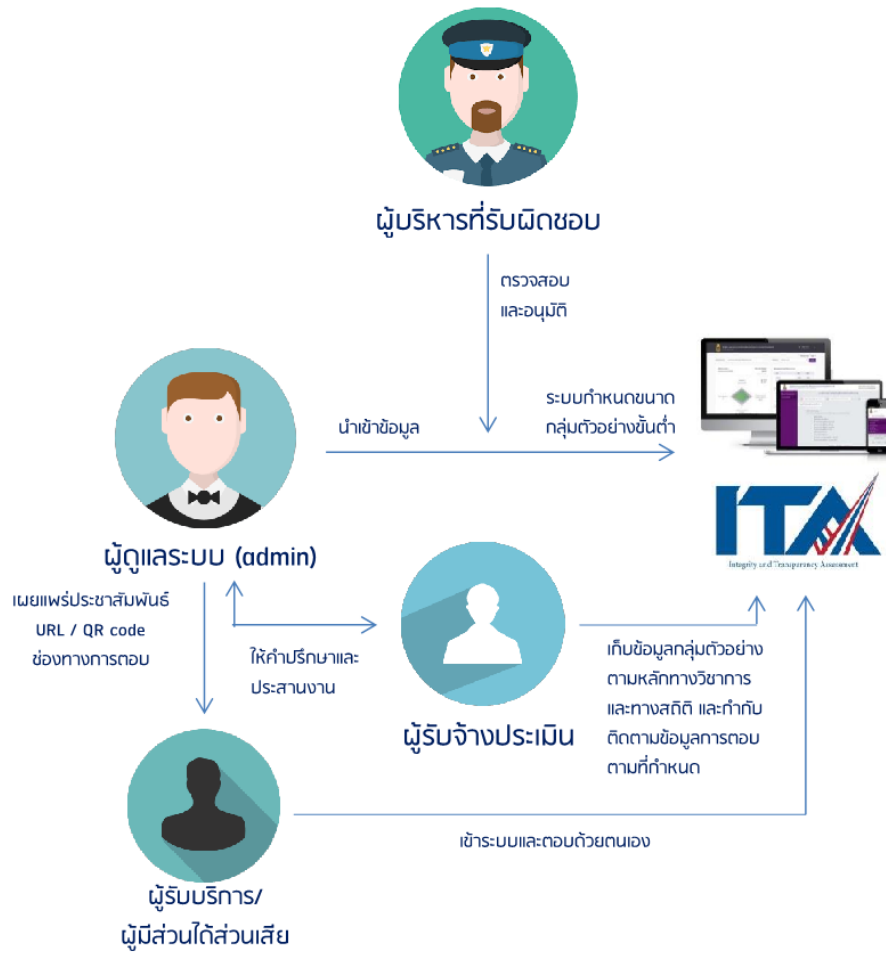 ผู้บริหารที่รับผิดชอบ
ตรวจสอบ
และอนุมัติ
นำเข้าข้อมูล
ระบบกำหนดขนาด
กลุ่มตัวอย่างขั้นต่ำ
ITA
Integrity and Transparency Assessment
ผู้ดูแลระบบ (admin)
เผยแพร่ประชาสัมพันธ์
URL / QR code
ช่องทางการตอบ
ให้คำปรึกษาและ
ประสานงาน
ผู้รับจ้างประเมิน
เก็บข้อมูลกลุ่มตัวอย่าง
ตามหลักทางวิชาการ
และทางสถิติ และกำกับ
ติดตามข้อมูลการตอบ
ตามที่กำหนด
เข้าระบบและตอบด้วยตนเอง
ผู้รับบริการ/
ผู้มีส่วนได้ส่วนเสีย